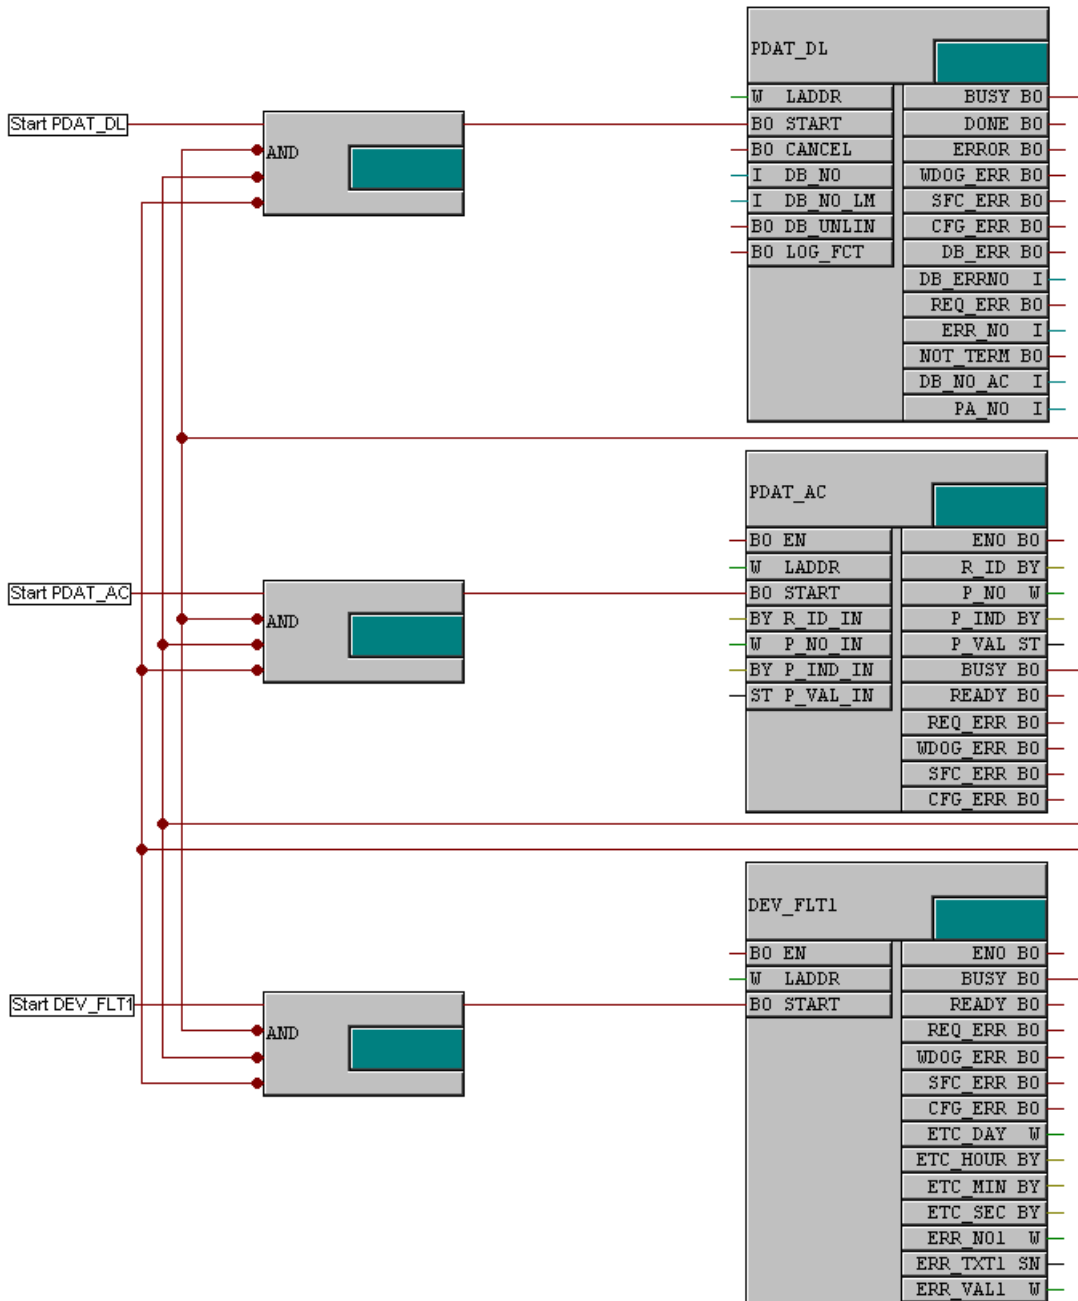 PDAT_DL
W LADDR BUSY BO
Start PDAT_DL BO START DONE BO
AND BO CANCEL ERROR BO
I DB_NO WDOG_ERR BO
I DB_NO_LM SFC_ERR BO
BO DB_UNLIN CFG_ERR BO
BO LOG_FCT DB_ERR BO
DB_ERRNO I
REQ_ERR BO
ERR_NO I
NOT_TERM BO
DB_NO_AC I
PA_NO I
PDAT_AC
BO EN ENO BO
W LADDR R_ID BY
Start PDAT_AC BO START P_NO W
AND BY R_ID_IN P_IND BY
W P_NO_IN P_VAL ST
BY P_IND_IN BUSY BO
ST P_VAL_IN READY BO
REQ_ERR BO
WDOG_ERR BO
SFC_ERR BO
CFG_ERR BO
DEV_FLT1
BO EN ENO BO
W LADDR BUSY BO
Start DEV_FLT1 BO START READY BO
AND REQ_ERR BO
WDOG_ERR BO
SFC_ERR BO
CFG_ERR BO
ETC_DAY W
ETC_HOUR BY
ETC_MIN BY
ETC_SEC BY
ERR_NO1 W
ERR_TXT1 SN
ERR_VAL1 W